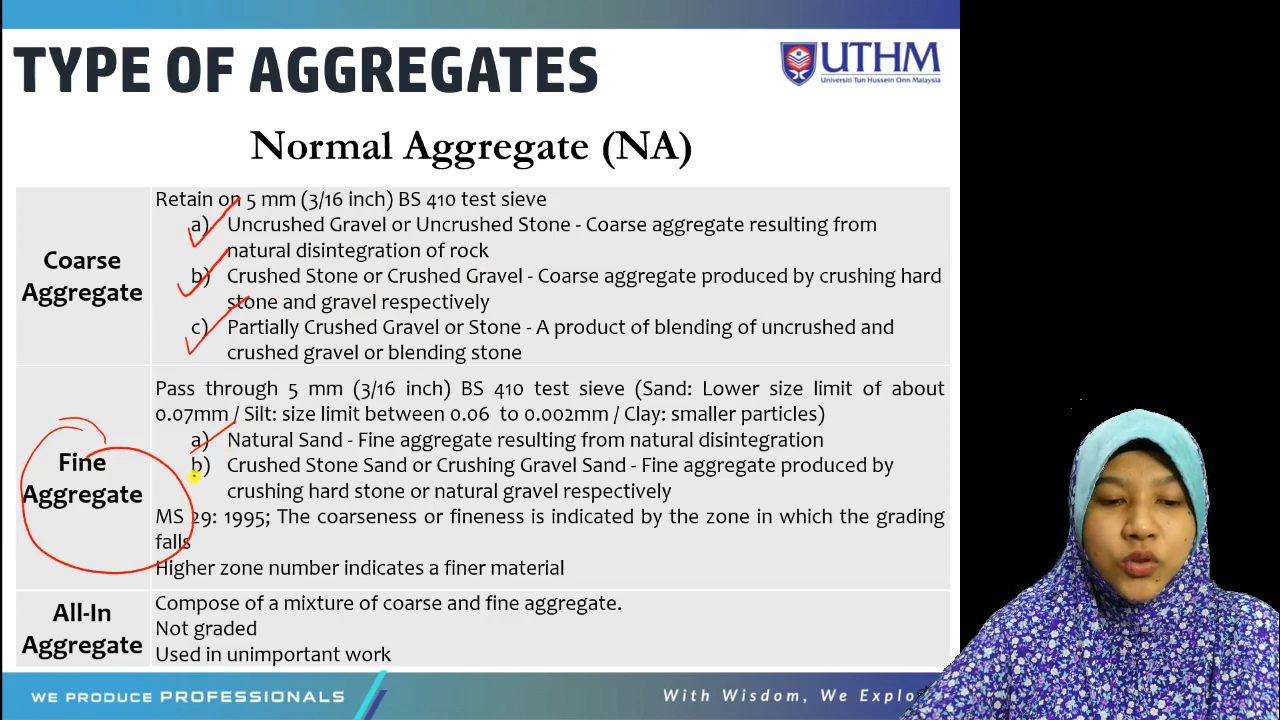 TYPE OF AGGREGATES
UTHM
Universiti Tun Hussein Onn Malaysia
Normal Aggregate (NA)
Coarse
Aggregate
Retain on 5 mm (3/16 inch) BS 410 test sieve
a) Uncrushed Gravel or Uncrushed Stone - Coarse aggregate resulting from
natural disintegration of rock
b) Crushed Stone or Crushed Gravel - Coarse aggregate produced by crushing hard
stone and gravel respectively
c) Partially Crushed Gravel or Stone - A product of blending of uncrushed and
crushed gravel or blending stone
Fine
Aggregate
Pass through 5 mm (3/16 inch) BS 410 test sieve (Sand: Lower size limit of about
0.07mm / Silt: size limit between 0.06 to 0.002mm / Clay: smaller particles)
a) Natural Sand - Fine aggregate resulting from natural disintegration
b) Crushed Stone Sand or Crushing Gravel Sand - Fine aggregate produced by
crushing hard stone or natural gravel respectively
MS 29: 1995; The coarseness or fineness is indicated by the zone in which the grading
falls
Higher zone number indicates a finer material
All-In
Aggregate
Compose of a mixture of coarse and fine aggregate.
Not graded
Used in unimportant work
WE PRODUCE PROFESSIONALS
With Wisdom, We Explo